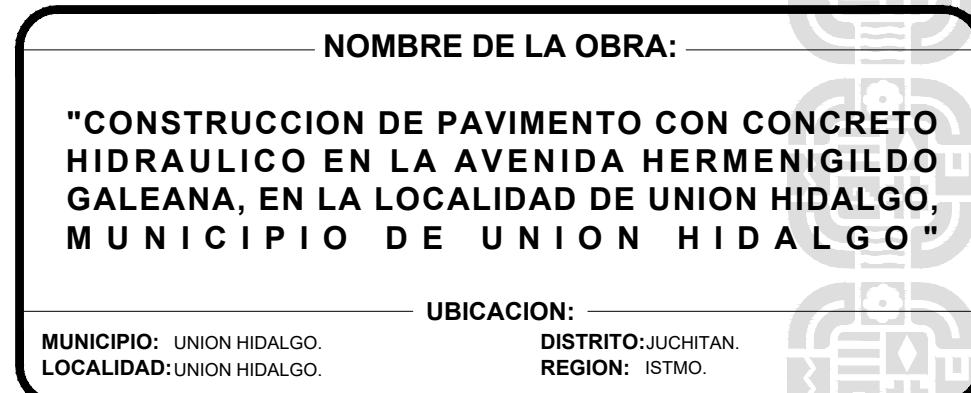 NOMBRE DE LA OBRA:
"CONSTRUCCION DE PAVIMENTO CON CONCRETO
HIDRAULICO EN LA AVENIDA HERMENIGILDO
GALEANA, EN LA LOCALIDAD DE UNION HIDALGO,
MUNICIPIO DE UNION HIDALGO"
UBICACION:
MUNICIPIO: UNION HIDALGO. DISTRITO: JUCHITAN.
LOCALIDAD: UNION HIDALGO. REGION: ISTMO.